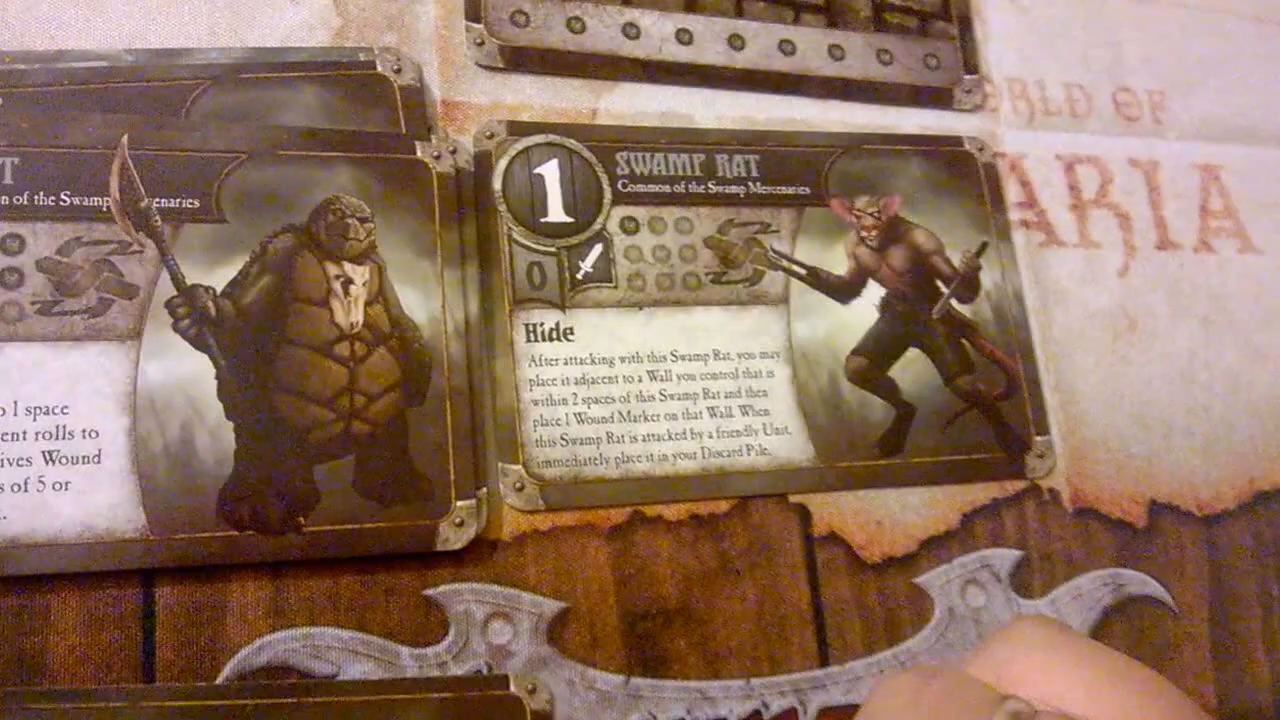 T
n of the Swamp
enaries
o 1 space
ent rolls to
ives Wound
s of 5 or
1
SWAMP RAT
Common of the Swamp Mercenaries
0
Hide
After attacking with this Swamp Rat, you may
place it adjacent to a Wall you control that is
within 2 spaces of this Swamp Rat and then
place 1 Wound Marker on that Wall. When
this Swamp Rat is attacked by a friendly Unit,
immediately place it in your Discard Pile.
ORLD OF
ARIA